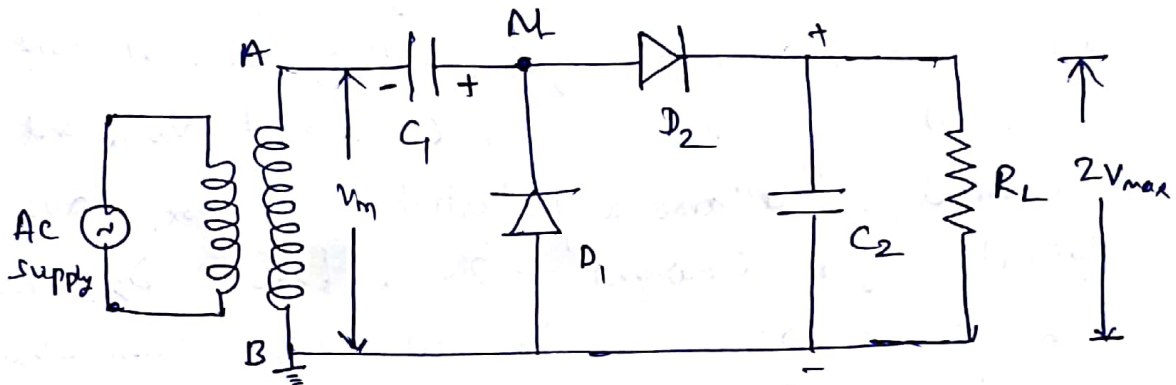 A
M
+
- +
C1
D2
Vm
AC
supply
D1
C2
RL
2Vmax
B
-